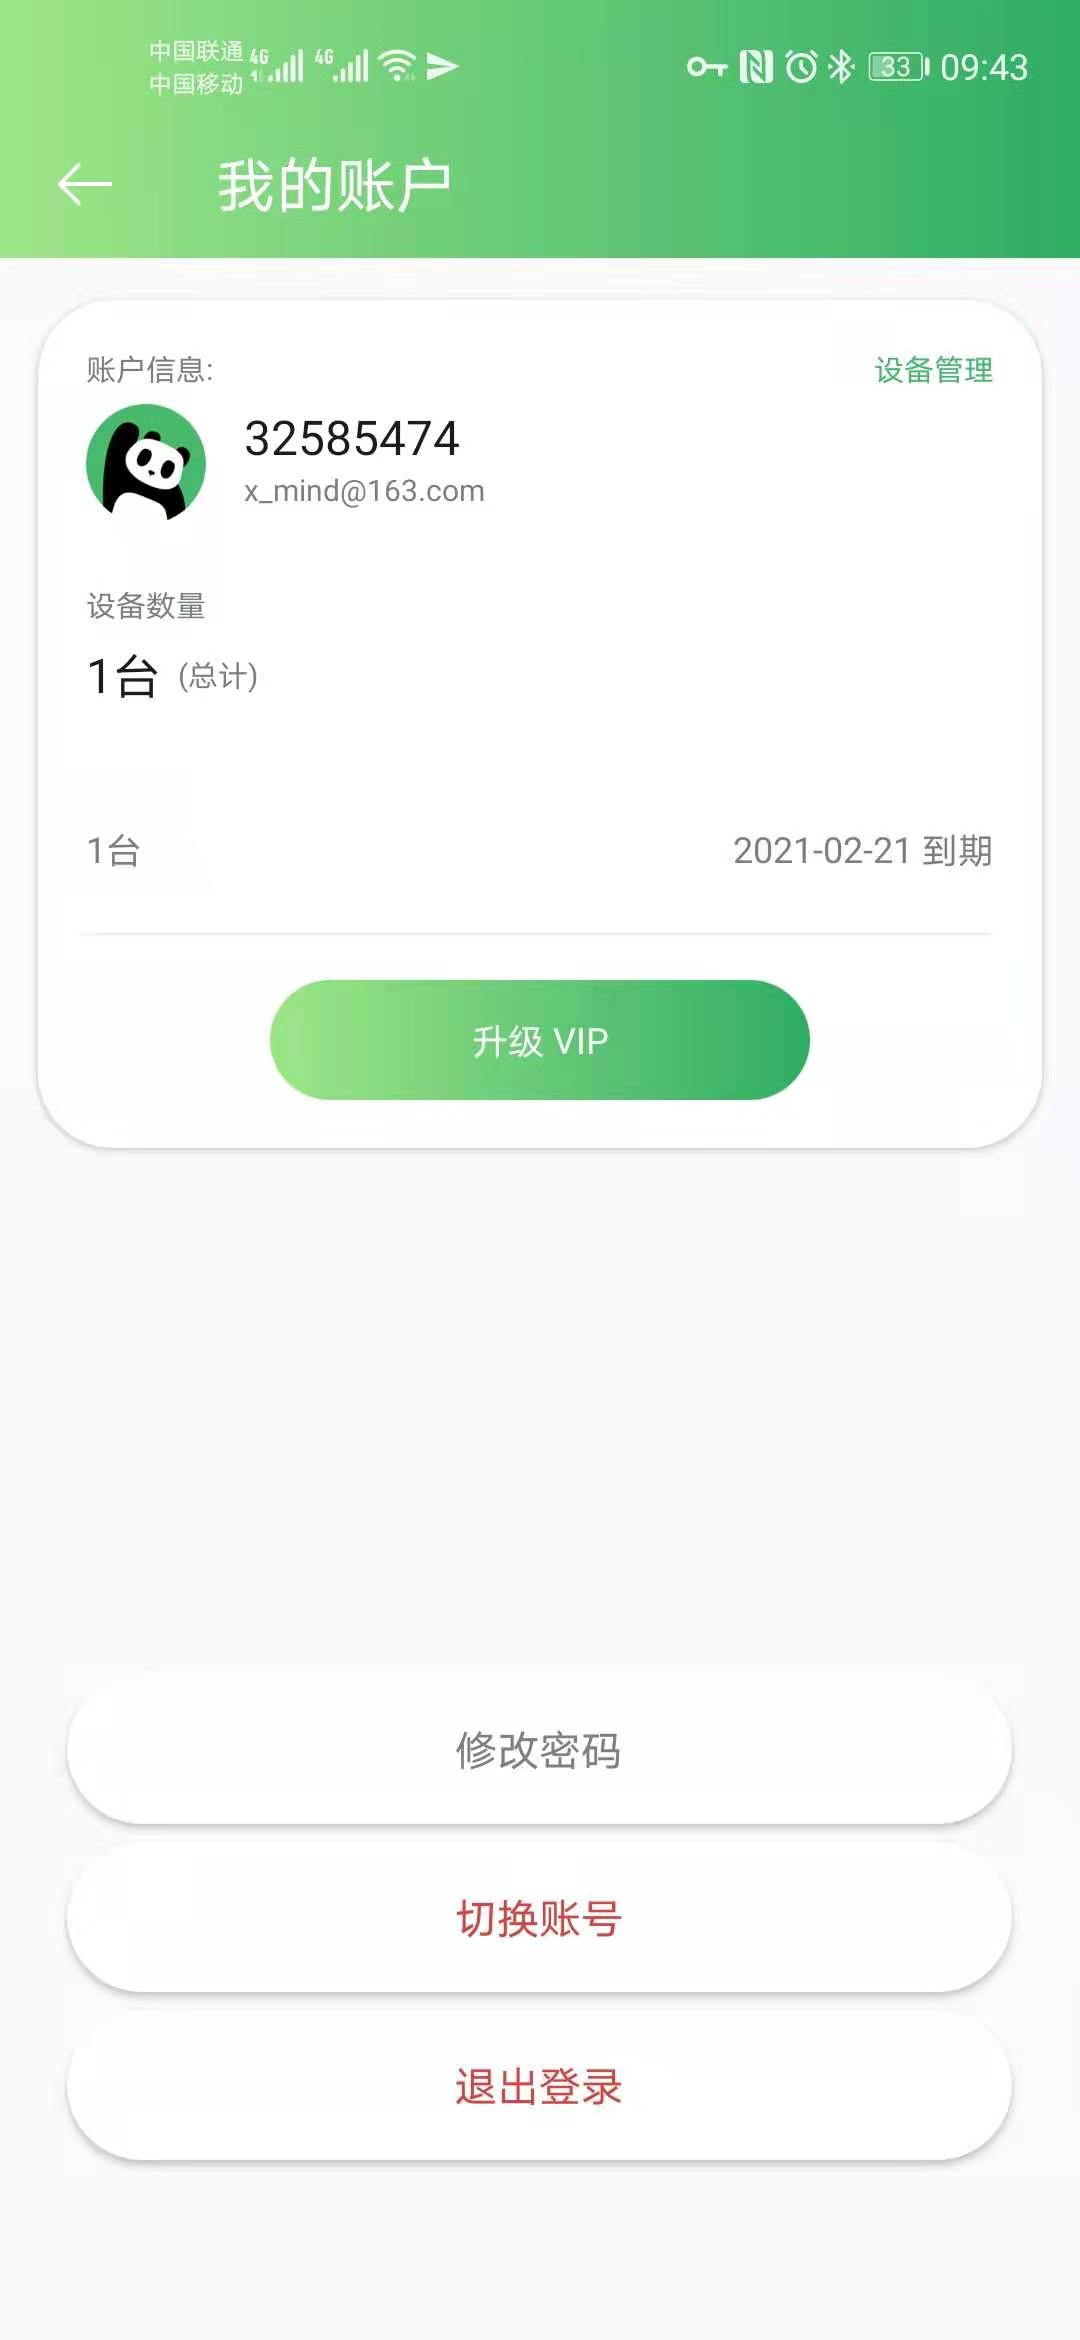 中国联通
中国移动
4G
4G
33
09:43
我的账户
账户信息:
设备管理
32585474
x_mind@163.com
设备数量
1台 (总计)
1台
2021-02-21 到期
升级 VIP
修改密码
切换账号
退出登录